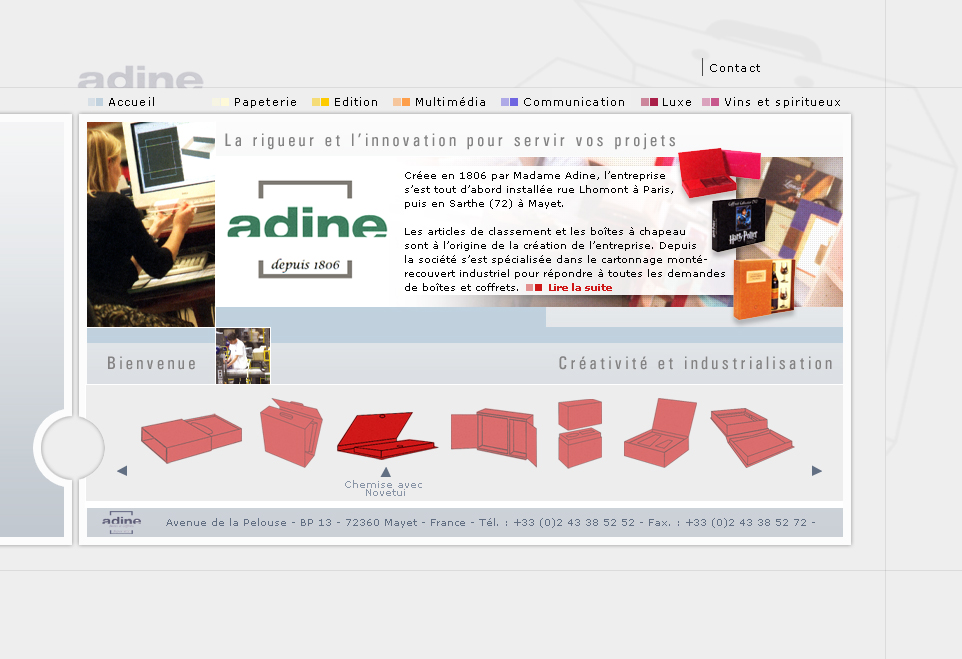 Contact
adine
Accueil
Papeterie
Edition
Multimédia
Communication
Luxe
Vins et spiritueux
La rigueur et l'innovation pour servir vos projets
adine
depuis 1806
Créee en 1806 par Madame Adine, l'entreprise
s'est tout d'abord installée rue Lhomont à Paris,
puis en Sarthe (72) à Mayet.
Les articles de classement et les boîtes à chapeau
sont à l'origine de la création de l'entreprise. Depuis
la société s'est spécialisée dans le cartonnage monté-
recouvert industriel pour répondre à toutes les demandes
de boîtes et coffrets. Lire la suite
Harry Potter
Bienvenue
Créativité et industrialisation
Chemise avec
Novetui
adine
Avenue de la Pelouse - BP 13 - 72360 Mayet - France - Tél. : +33 (0)2 43 38 52 52 - Fax. : +33 (0)2 43 38 52 72 -